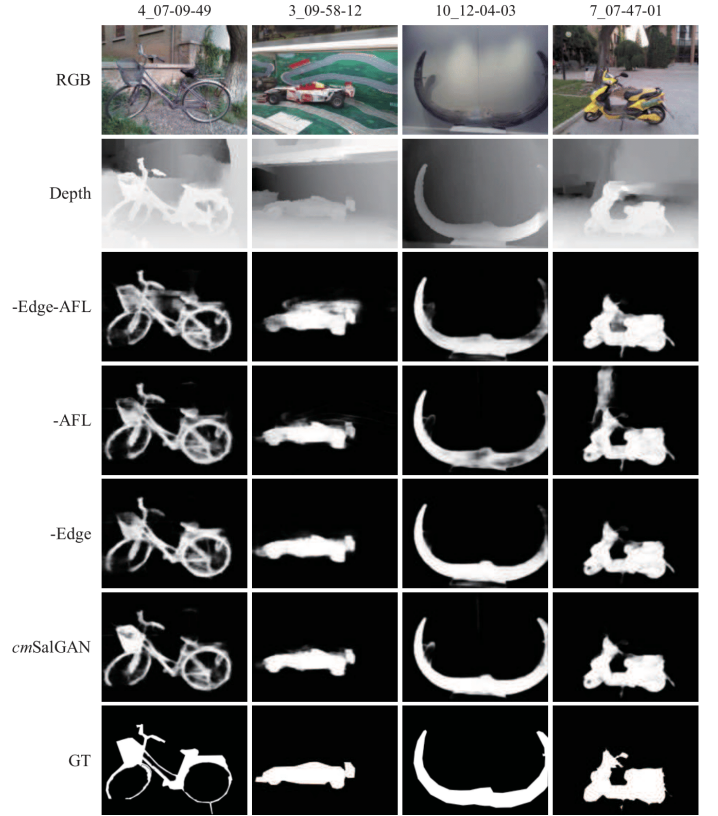 4_07-09-49 3_09-58-12 10_12-04-03 7_07-47-01
RGB
Depth
-Edge-AFL
-AFL
-Edge
cmSalGAN
GT